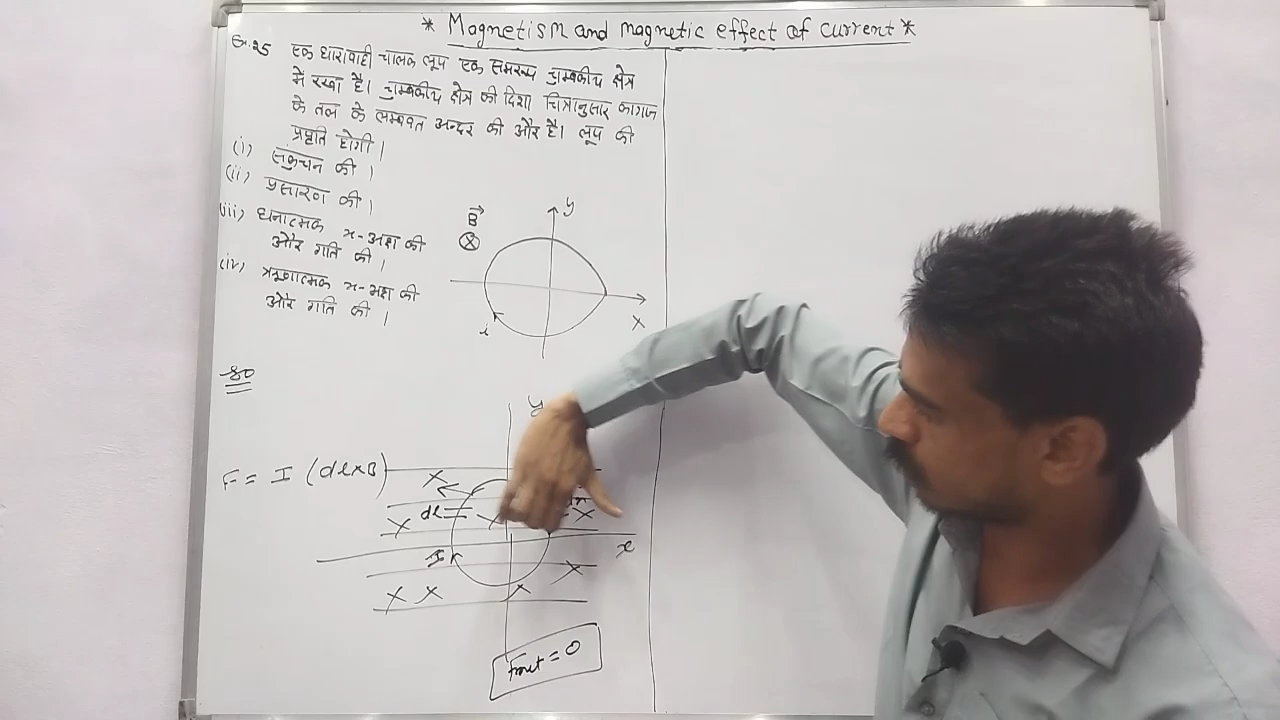 * Magnetism and magnetic effect of current *
Ex.25 एक धारावाही चालक लूप एक समरूप चुम्बकीय क्षेत्र
में रखा है। चुम्बकीय क्षेत्र की दिशा चित्रानुसार कागज
के तल के लम्बवत अन्दर की ओर है। लूप की
प्रवृति होगी।
(i) संकुचन की।
(ii) प्रसारण की।
(iii) धनात्मक x-अक्ष की
ओर गति की।
(iv) ऋणात्मक x-अक्ष की
ओर गति की।
B⃗
⊗
y
x
i
So
y
F = I (dl×B)
X
dl
X
X
X
x
X
X X
X
Fnet = 0